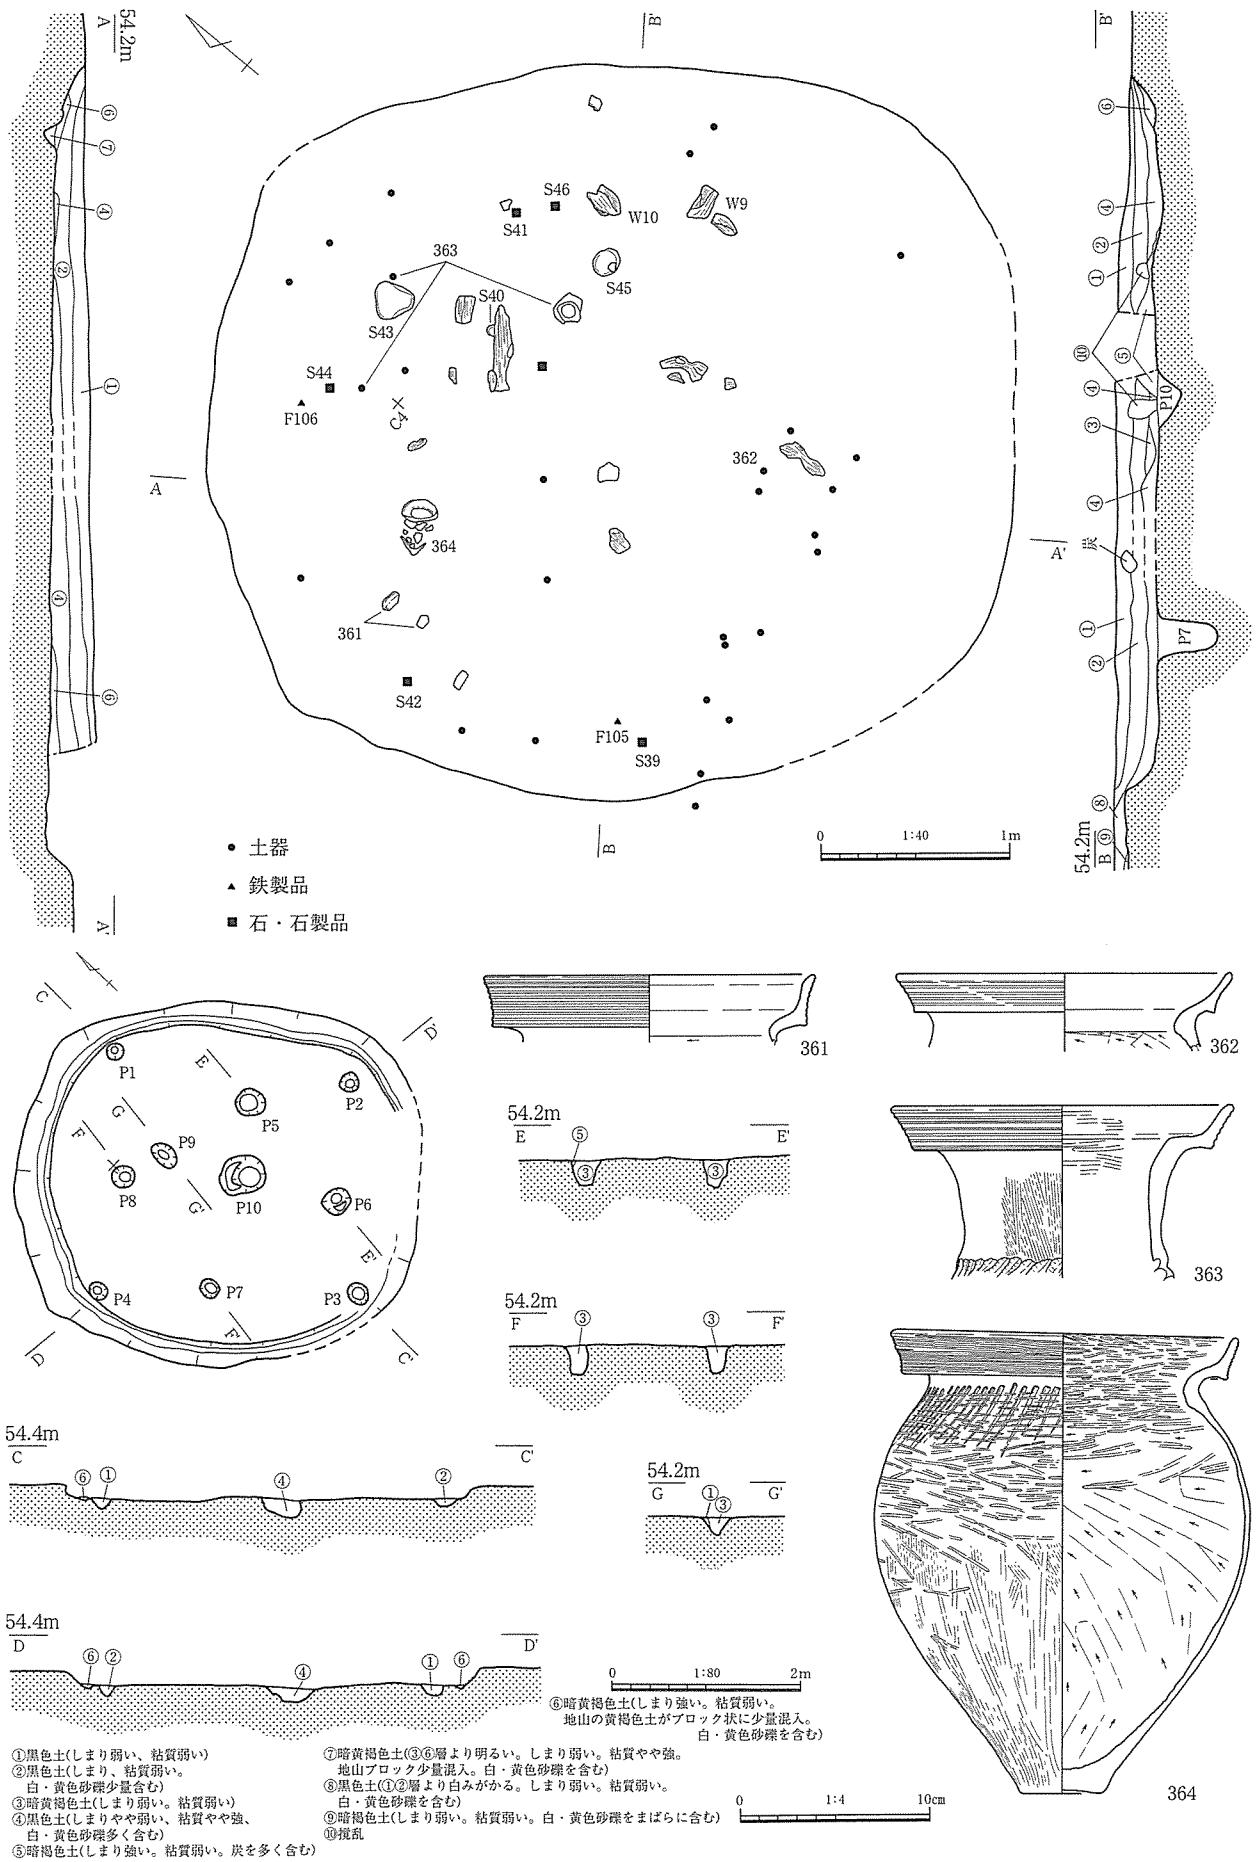 54.2m
A
⑥
⑦
④
②
①
④
⑥
A'
B'
S46
S41
W10
W9
363
S45
S43
S40
S44
F106
C4
362
A
A'
364
361
S42
F105
S39
B
B'
⑥
④
②
①
⑩
⑤
④
P10
③
④
炭
①
P7
②
⑧
54.2m
B
⑨
0 1:40 1m
土器
鉄製品
石・石製品
C
D'
P1
E
P2
G
P5
F
P9
P8
G'
P10
P6
E'
P4
P7
P3
F'
D
C'
361
362
54.2m
E
⑤
③
③
E'
363
54.2m
F
③
③
F'
54.4m
C
⑥
①
④
②
C'
54.2m
G
①
③
G'
54.4m
D
⑥
②
④
①
⑥
D'
364
0 1:80 2m
⑥暗黄褐色土(しまり強い。粘質弱い。
地山の黄褐色土がブロック状に少量混入。
白・黄色砂礫を含む)
①黒色土(しまり弱い、粘質弱い)
②黒色土(しまり、粘質弱い。
白・黄色砂礫少量含む)
③暗黄褐色土(しまり弱い。粘質弱い)
④黒色土(しまりやや弱い、粘質やや強、
白・黄色砂礫多く含む)
⑤暗褐色土(しまり強い。粘質弱い。炭を多く含む)
⑦暗黄褐色土(③⑥層より明るい。しまり弱い。粘質やや強。
地山ブロック少量混入。白・黄色砂礫を含む)
⑧黒色土(①②層より白みがかる。しまり弱い。粘質弱い。
白・黄色砂礫を含む)
⑨暗褐色土(しまり弱い。粘質弱い。白・黄色砂礫をまばらに含む)
⑩撹乱
0 1:4 10cm